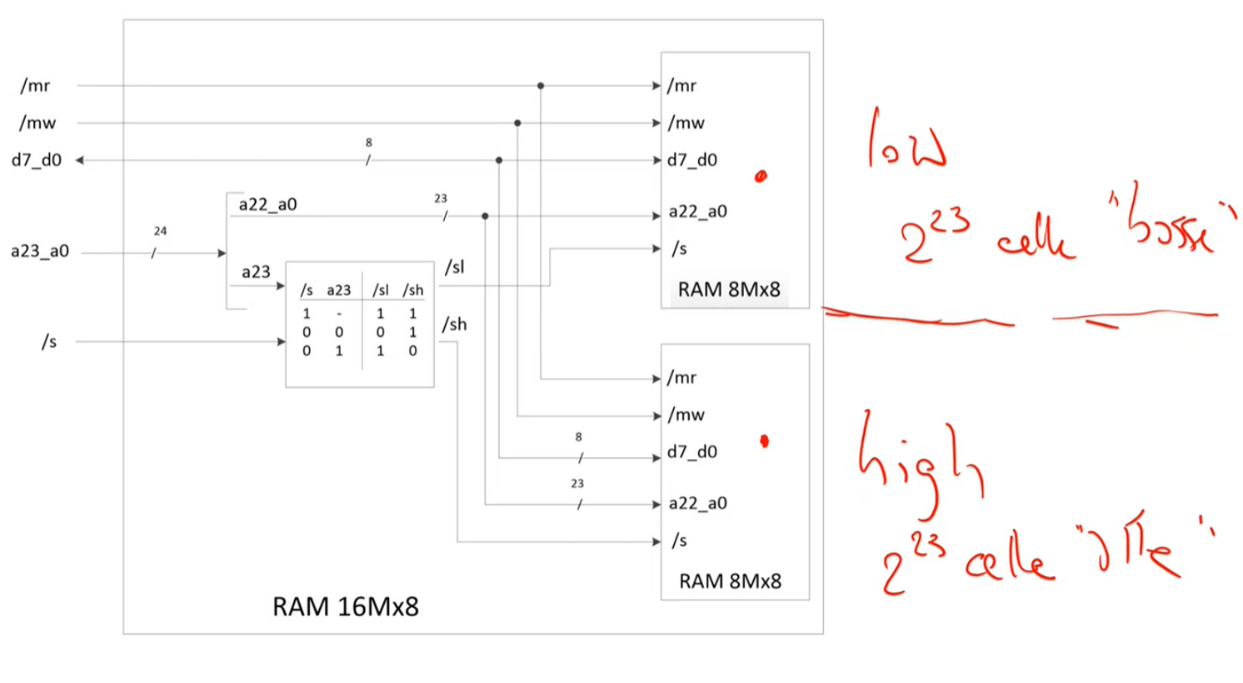 /mr
/mw
d7_d0
a23_a0
/s
8
24
a22_a0
23
a23
/s a23 /sl /sh
1 - 1 1
0 0 0 1
0 1 1 0
/sl
/sh
/mr
/mw
d7_d0
a22_a0
/s
RAM 8Mx8
8
23
/mr
/mw
d7_d0
a22_a0
/s
RAM 8Mx8
RAM 16Mx8
low
2^23 celle "basse"
high
2^23 celle "alte"